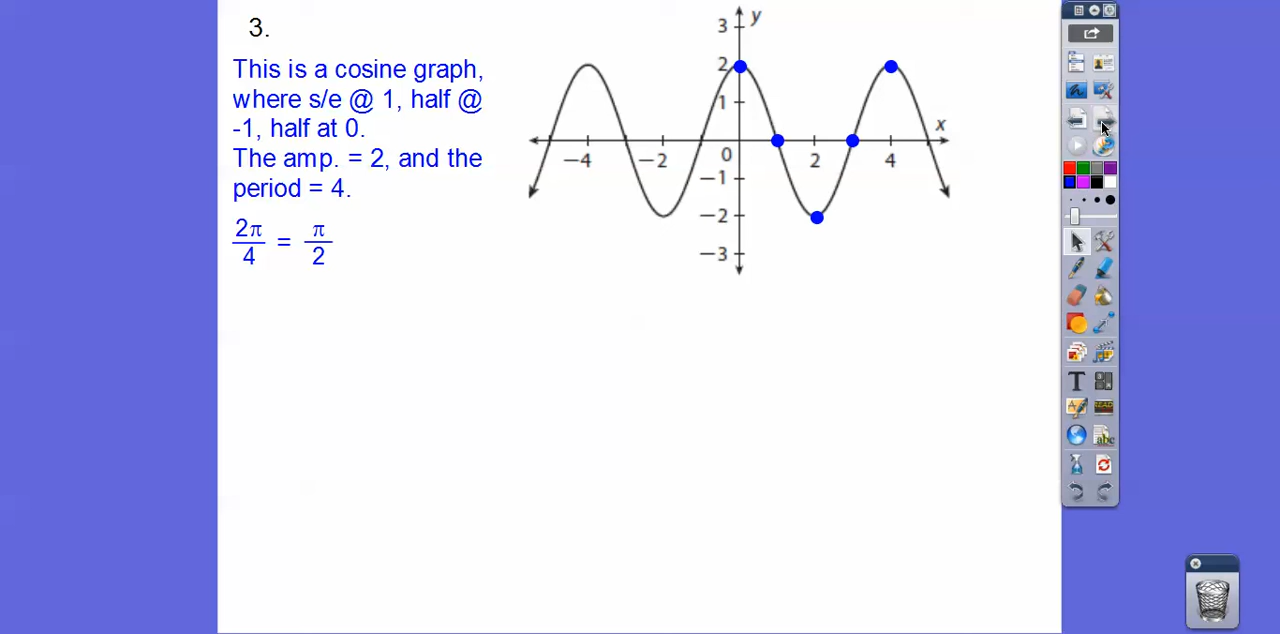 3.
This is a cosine graph,
where s/e @ 1, half @
-1, half at 0.
The amp. = 2, and the
period = 4.
2π/4 = π/2
y
3
2
1
x
−4 −2 0 2 4
−1
−2
−3
T
abc